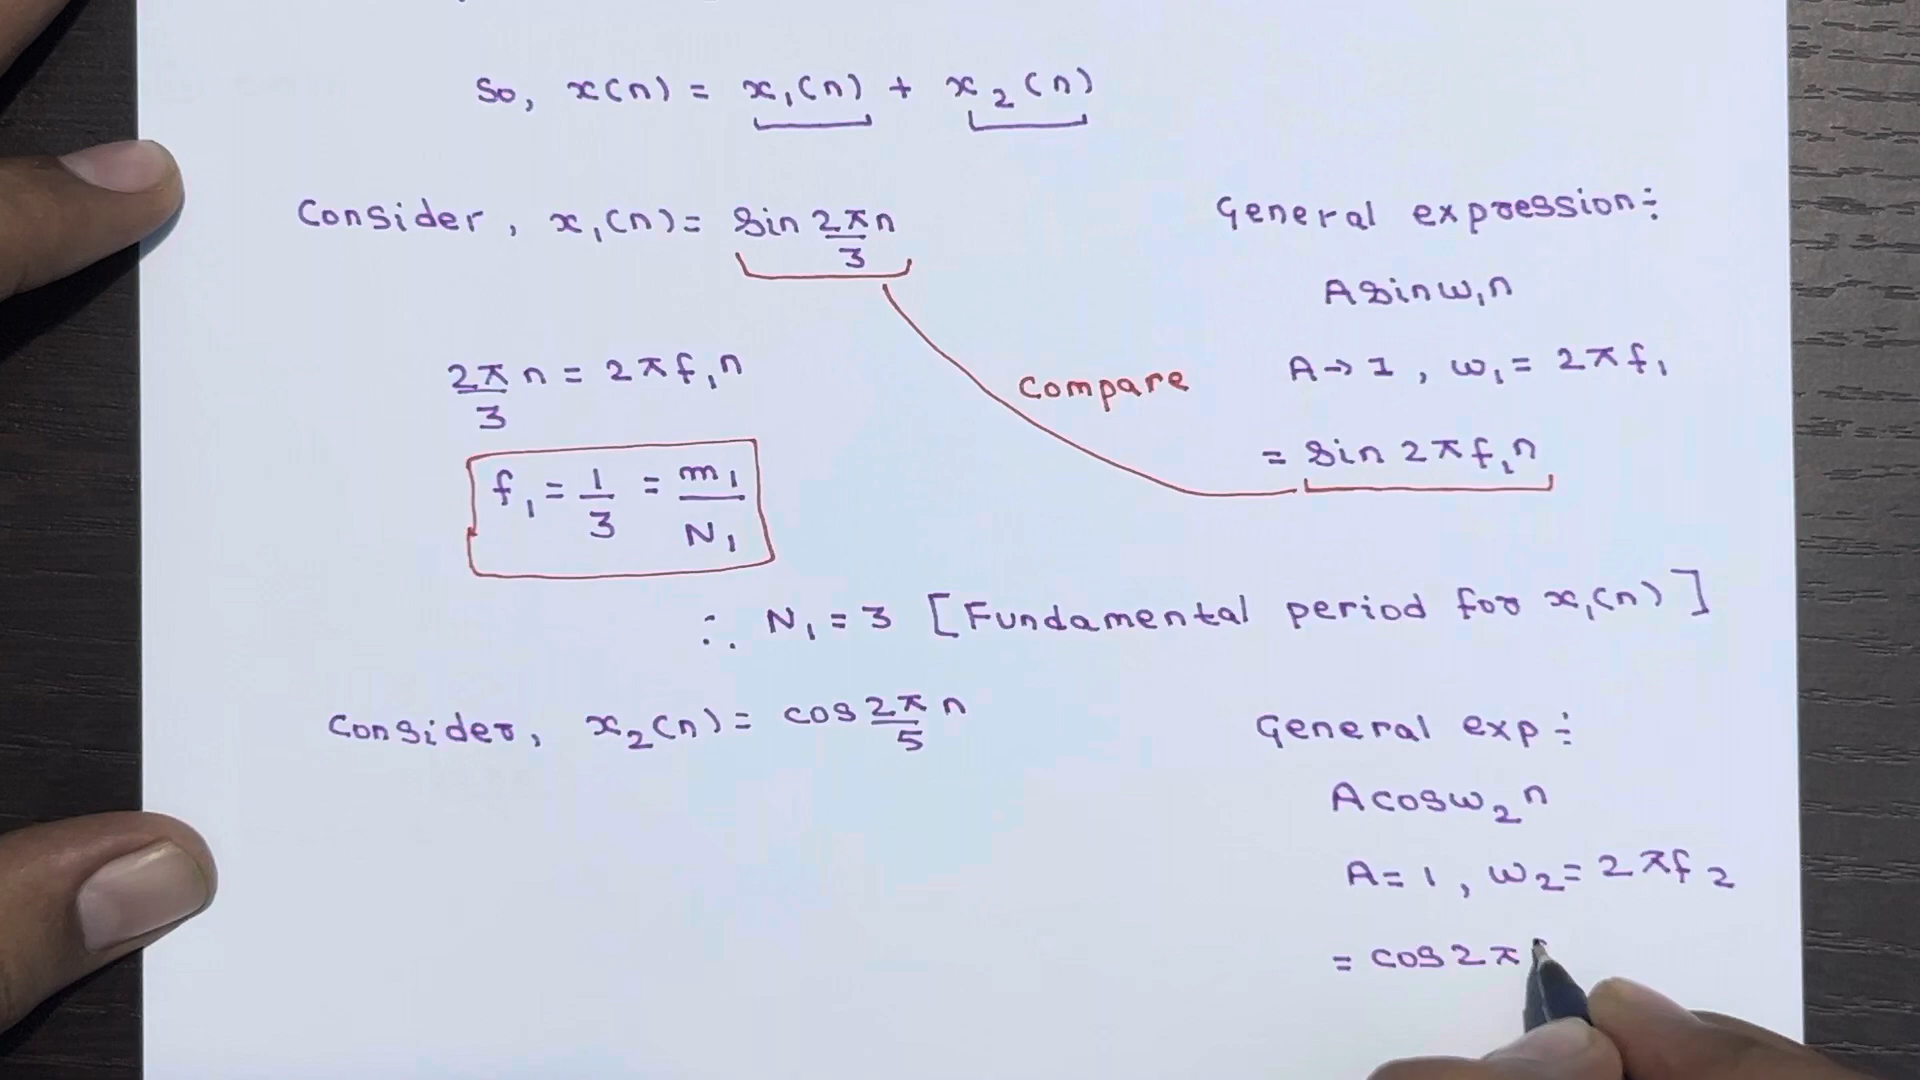 So, x(n) = x₁(n) + x₂(n)
Consider, x₁(n) = sin 2π/3 n
General expression:
A sin ω₁n
2π/3 n = 2πf₁n
Compare
A → 1, ω₁ = 2πf₁
= sin 2πf₁n
f₁ = 1/3 = m₁/N₁
∴ N₁ = 3 [Fundamental period for x₁(n)]
Consider, x₂(n) = cos 2π/5 n
General exp:
A cos ω₂n
A = 1, ω₂ = 2πf₂
= cos 2π